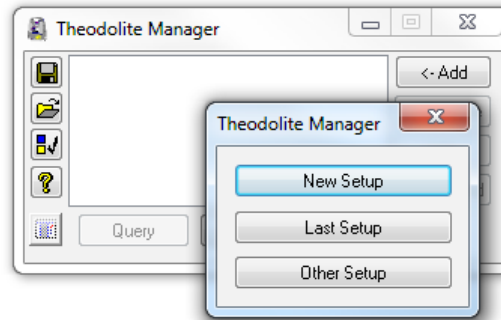 Theodolite Manager
<- Add
Theodolite Manager
New Setup
Last Setup
Query
Other Setup